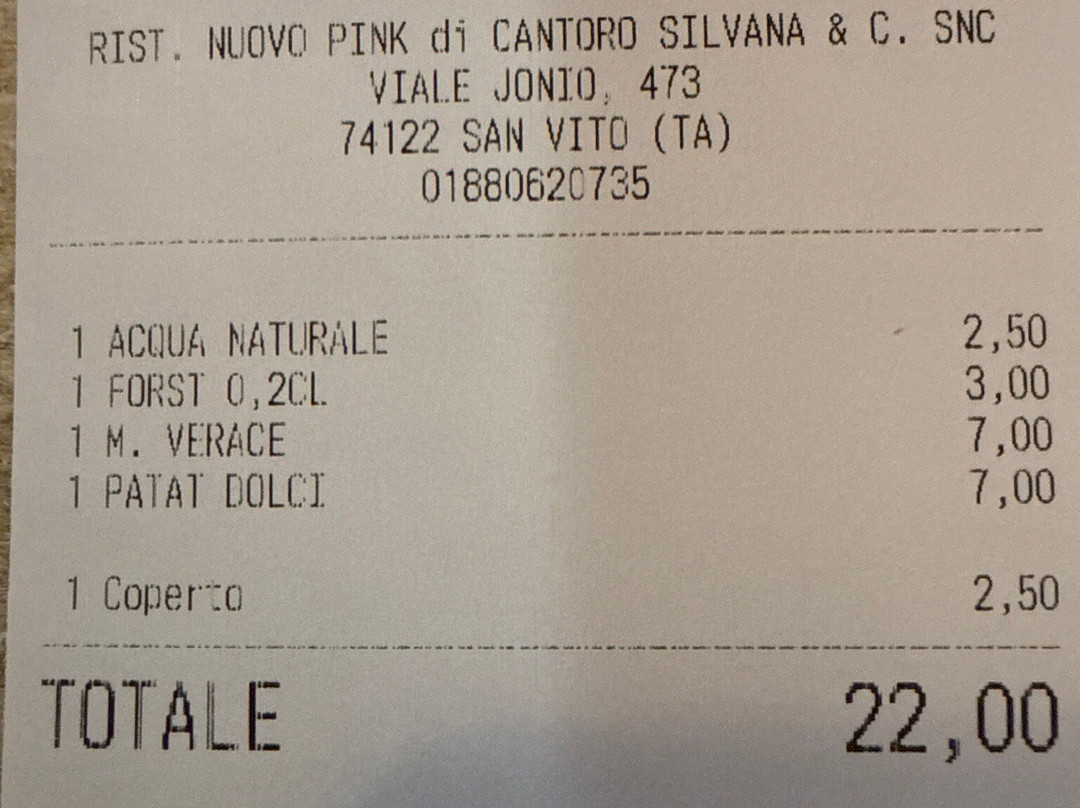 RIST. NUOVO PINK di CANTORO SILVANA & C. SNC
VIALE JONIO, 473
74122 SAN VITO (TA)
01880620735
1 ACQUA NATURALE 2,50
1 FORST 0,2CL 3,00
1 M. VERACE 7,00
1 PATAT DOLCI 7,00
1 Coperto 2,50
TOTALE 22,00